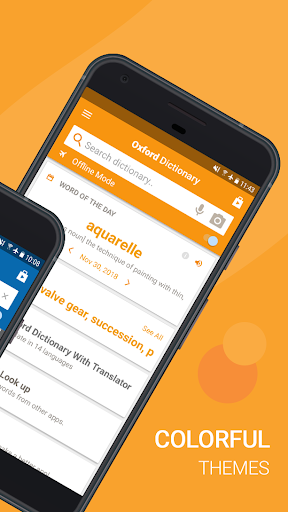 11:43
Oxford Dictionary
Search dictionary..
Offline Mode
WORD OF THE DAY
aquarelle
noun] the technique of painting with thin,
Nov 30, 2018
See All
valve gear, succession, p
rd Dictionary With Translator
ate in 14 languages
Look up
words from other apps.
10:08
COLORFUL
THEMES